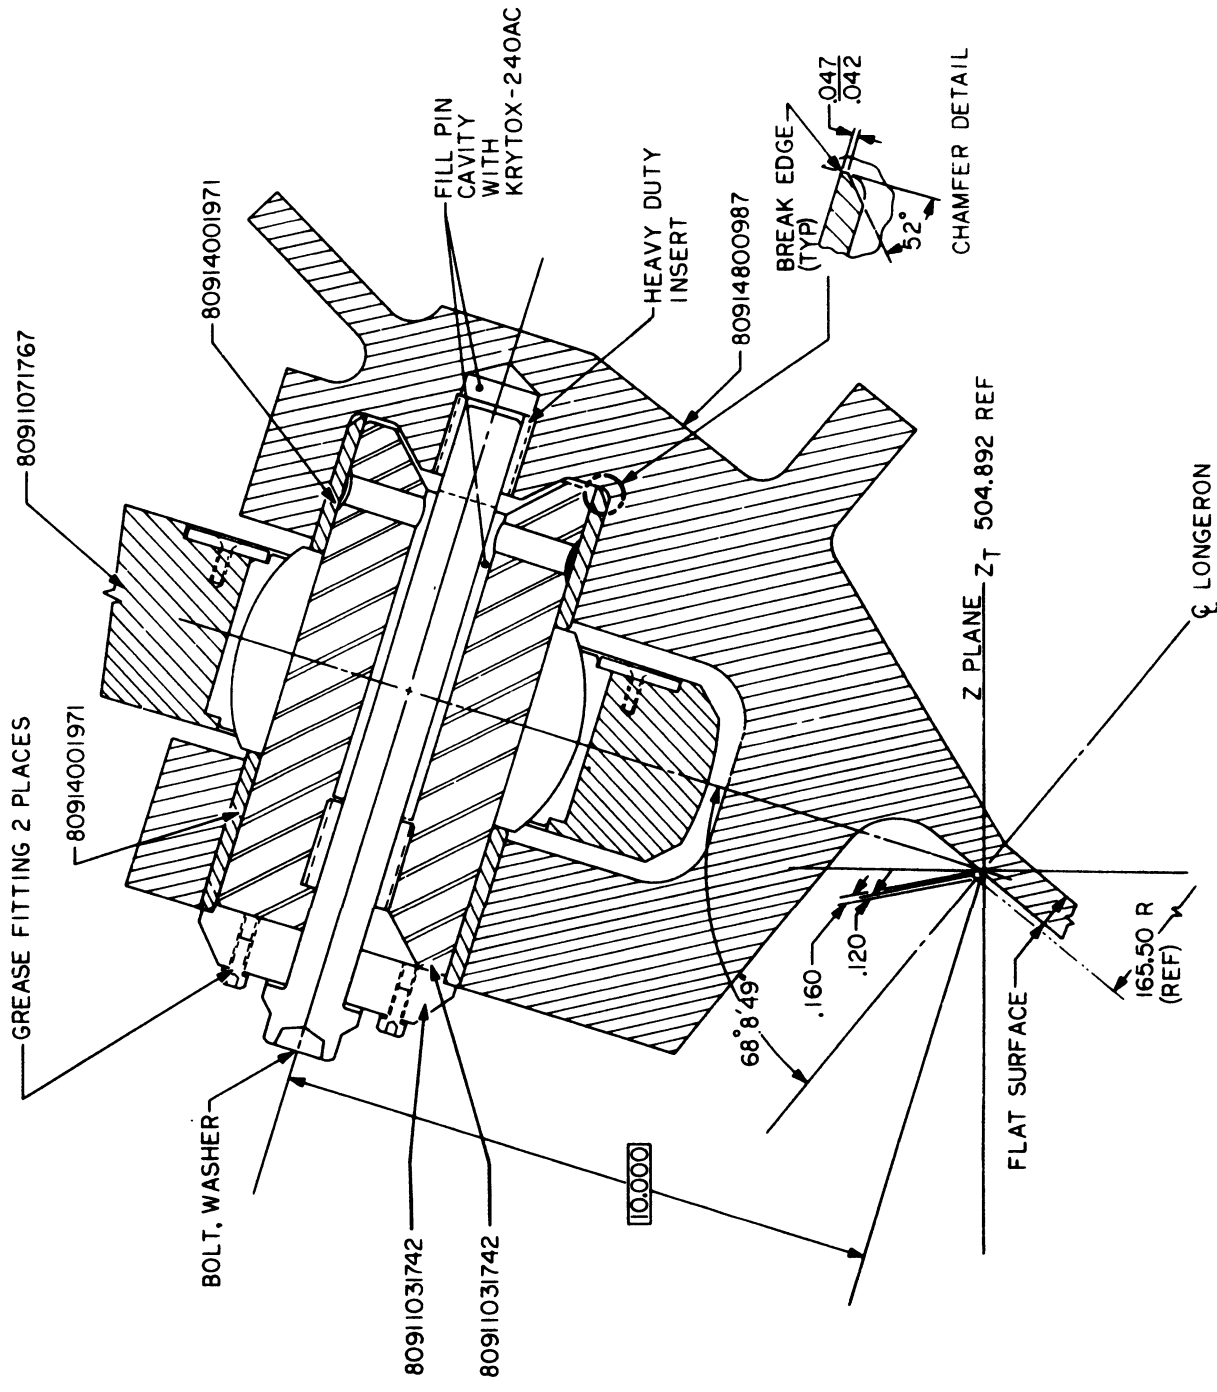 GREASE FITTING 2 PLACES
80911071767
80914001971
80914001971
FILL PIN
CAVITY
WITH
KRYTOX-240AC
HEAVY DUTY
INSERT
80914800987
BREAK EDGE
(TYP)
.047
.042
52°
CHAMFER DETAIL
BOLT, WASHER
80911031742
80911031742
10.000
68° 8' 49"
.160
.120
FLAT SURFACE
165.50 R
(REF)
Z PLANE ZT 504.892 REF
℄ LONGERON